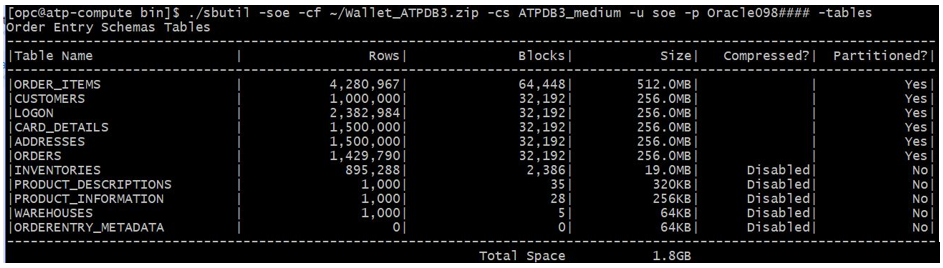 [opc@atp-compute bin]$ ./sbutil -soe -cf ~/Wallet_ATPDB3.zip -cs ATPDB3_medium -u soe -p Oracle098#### -tables
Order Entry Schemas Tables
|Table Name | Rows| Blocks| Size| Compressed?| Partitioned?|
|ORDER_ITEMS | 4,280,967| 64,448| 512.0MB| | Yes|
|CUSTOMERS | 1,000,000| 32,192| 256.0MB| | Yes|
|LOGON | 2,382,984| 32,192| 256.0MB| | Yes|
|CARD_DETAILS | 1,500,000| 32,192| 256.0MB| | Yes|
|ADDRESSES | 1,500,000| 32,192| 256.0MB| | Yes|
|ORDERS | 1,429,790| 32,192| 256.0MB| | Yes|
|INVENTORIES | 895,288| 2,386| 19.0MB| Disabled| No|
|PRODUCT_DESCRIPTIONS | 1,000| 35| 320KB| Disabled| No|
|PRODUCT_INFORMATION | 1,000| 28| 256KB| Disabled| No|
|WAREHOUSES | 1,000| 5| 64KB| Disabled| No|
|ORDERENTRY_METADATA | 0| 0| 64KB| Disabled| No|
Total Space 1.8GB